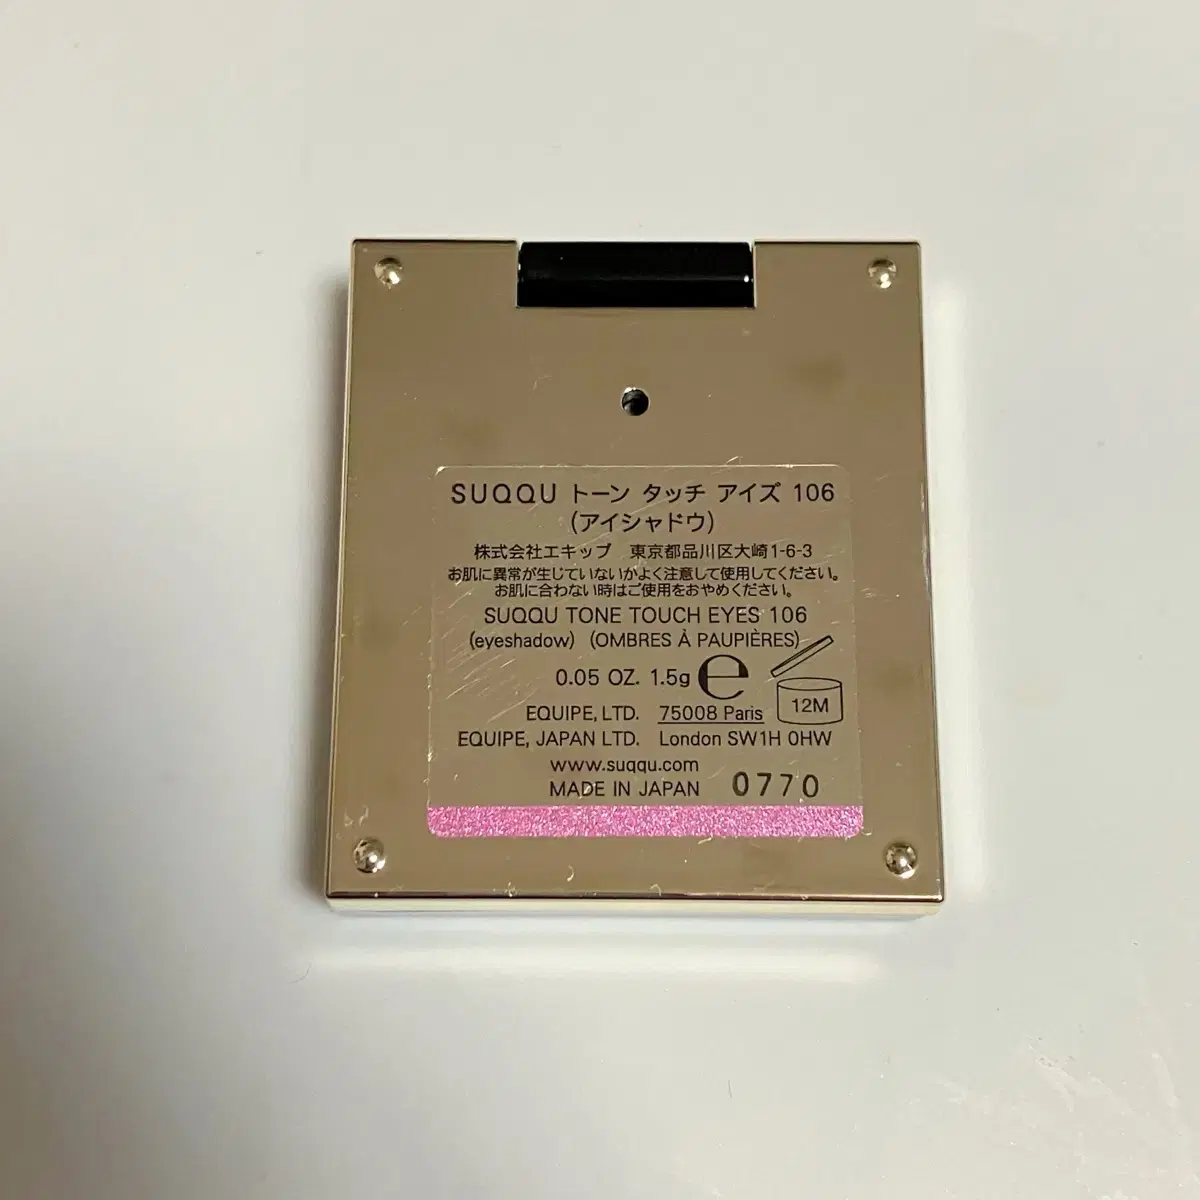 SUQQU トーン タッチ アイズ 106
(アイシャドウ)
株式会社エキップ 東京都品川区大崎1-6-3
お肌に異常が生じていないかよく注意して使用してください。
お肌に合わない時はご使用をおやめください。
SUQQU TONE TOUCH EYES 106
(eyeshadow) (OMBRES À PAUPIÈRES)
0.05 OZ. 1.5g ℮
12M
EQUIPE, LTD. 75008 Paris
EQUIPE, JAPAN LTD. London SW1H 0HW
www.suqqu.com
MADE IN JAPAN 0770